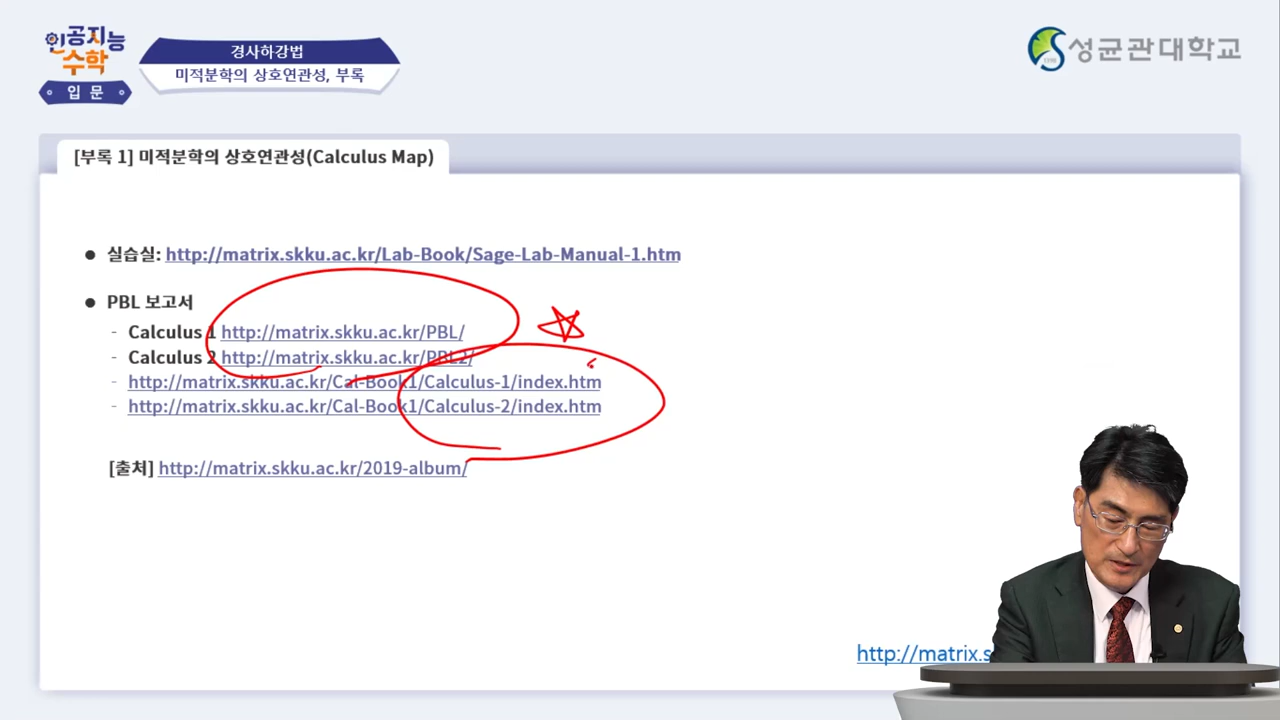 인공지능
수학
입문
경사하강법
미적분학의 상호연관성, 부록
성균관대학교
[부록 1] 미적분학의 상호연관성(Calculus Map)
● 실습실: http://matrix.skku.ac.kr/Lab-Book/Sage-Lab-Manual-1.htm
● PBL 보고서
- Calculus 1 http://matrix.skku.ac.kr/PBL/
- Calculus 2 http://matrix.skku.ac.kr/PBL2/
- http://matrix.skku.ac.kr/Cal-Book1/Calculus-1/index.htm
- http://matrix.skku.ac.kr/Cal-Book1/Calculus-2/index.htm
[출처] http://matrix.skku.ac.kr/2019-album/
http://matrix.s